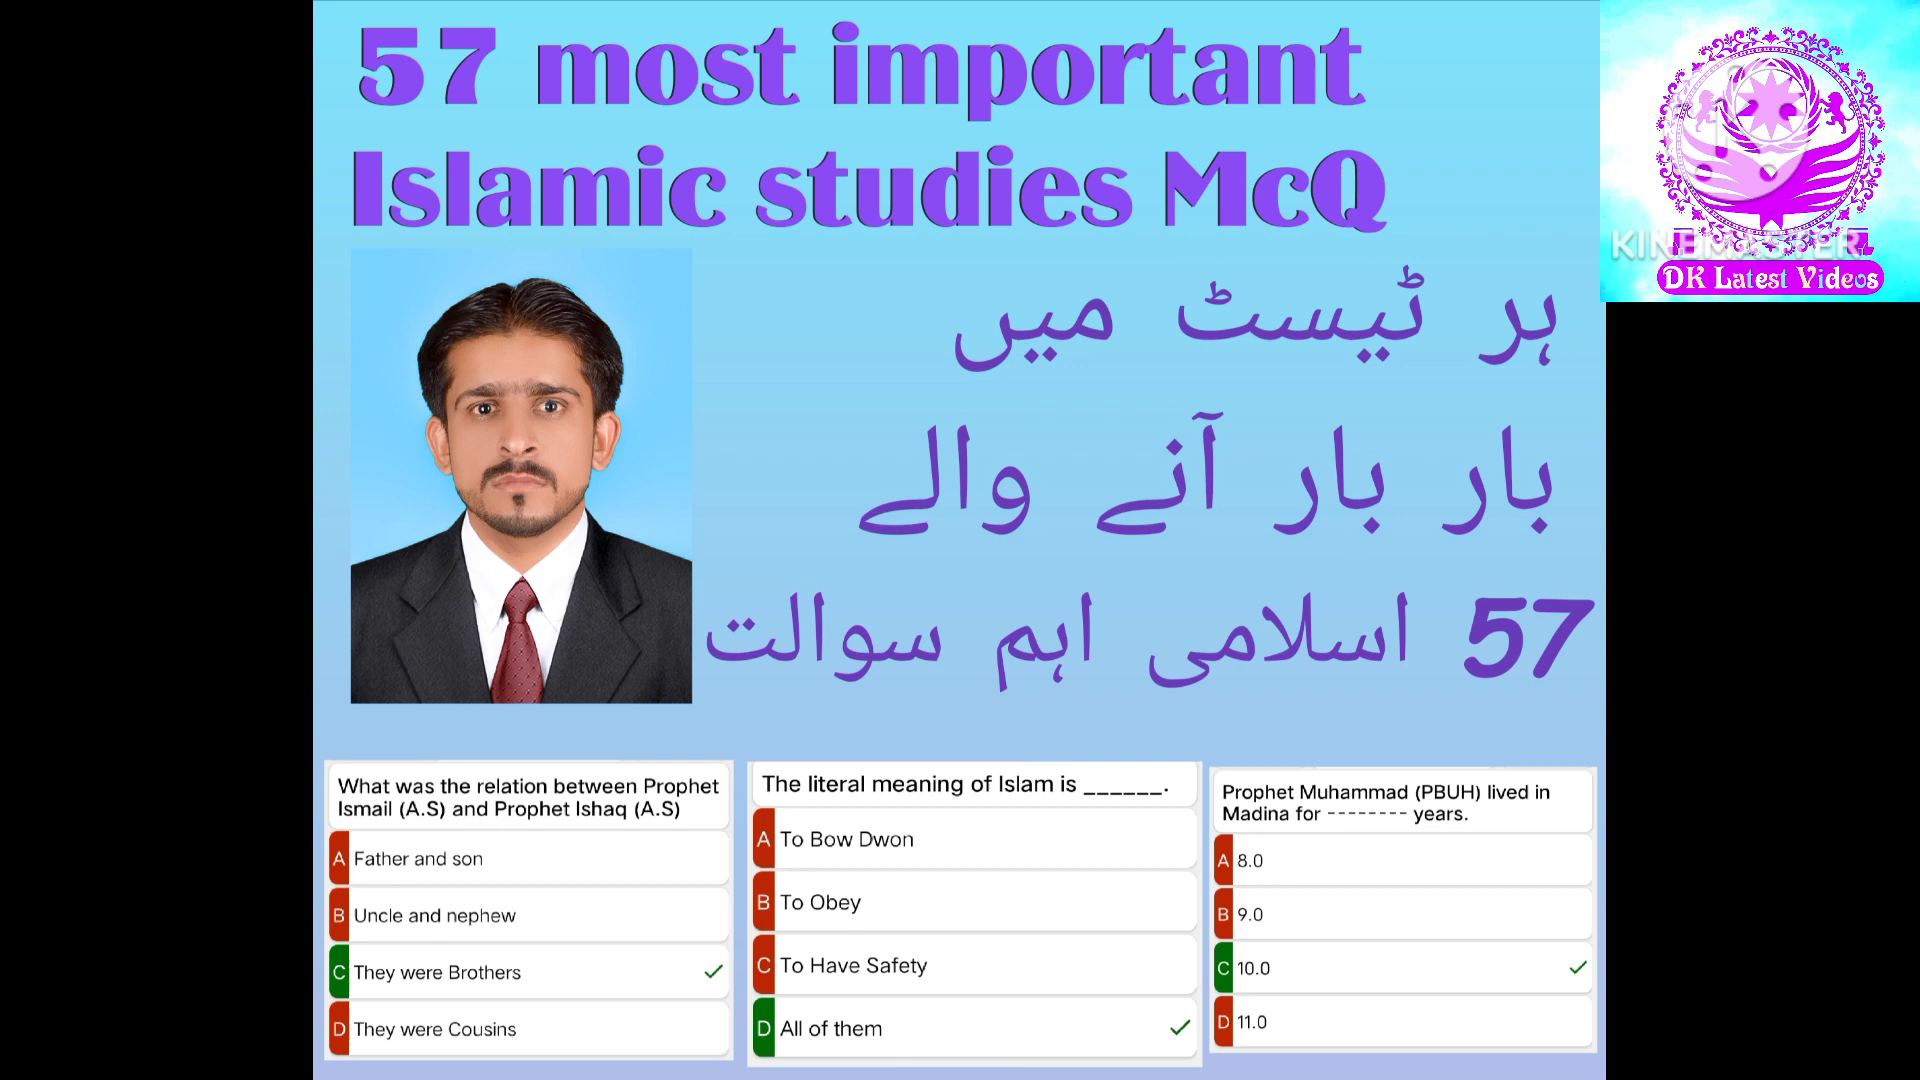 57 most important
Islamic studies McQ
KINEMASTER
DK Latest Videos
ہر ٹیسٹ میں
بار بار آنے والے
57 اسلامی اہم سوالت
What was the relation between Prophet
Ismail (A.S) and Prophet Ishaq (A.S)
A Father and son
B Uncle and nephew
C They were Brothers
D They were Cousins
The literal meaning of Islam is ______.
A To Bow Dwon
B To Obey
C To Have Safety
D All of them
Prophet Muhammad (PBUH) lived in
Madina for -------- years.
A 8.0
B 9.0
C 10.0
D 11.0